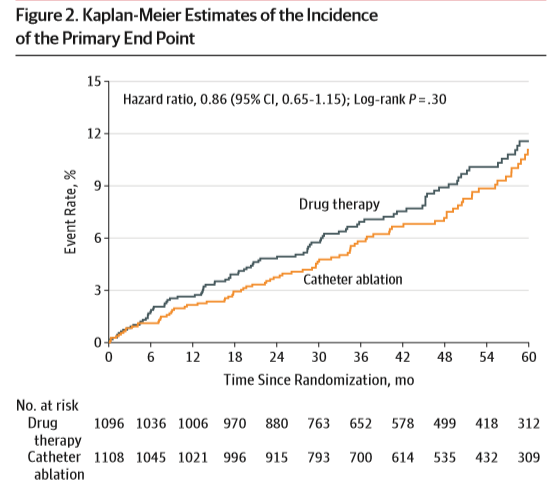 Figure 2. Kaplan-Meier Estimates of the Incidence
of the Primary End Point
15
Hazard ratio, 0.86 (95% CI, 0.65-1.15); Log-rank P = .30
12
9
6
3
0
Event Rate, %
Drug therapy
Catheter ablation
0 6 12 18 24 30 36 42 48 54 60
Time Since Randomization, mo
No. at risk
Drug 1096 1036 1006 970 880 763 652 578 499 418 312
therapy
Catheter 1108 1045 1021 996 915 793 700 614 535 432 309
ablation